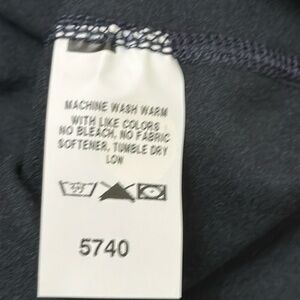 MACHINE WASH WARM
WITH LIKE COLORS
NO BLEACH, NO FABRIC
SOFTENER, TUMBLE DRY
LOW
5740